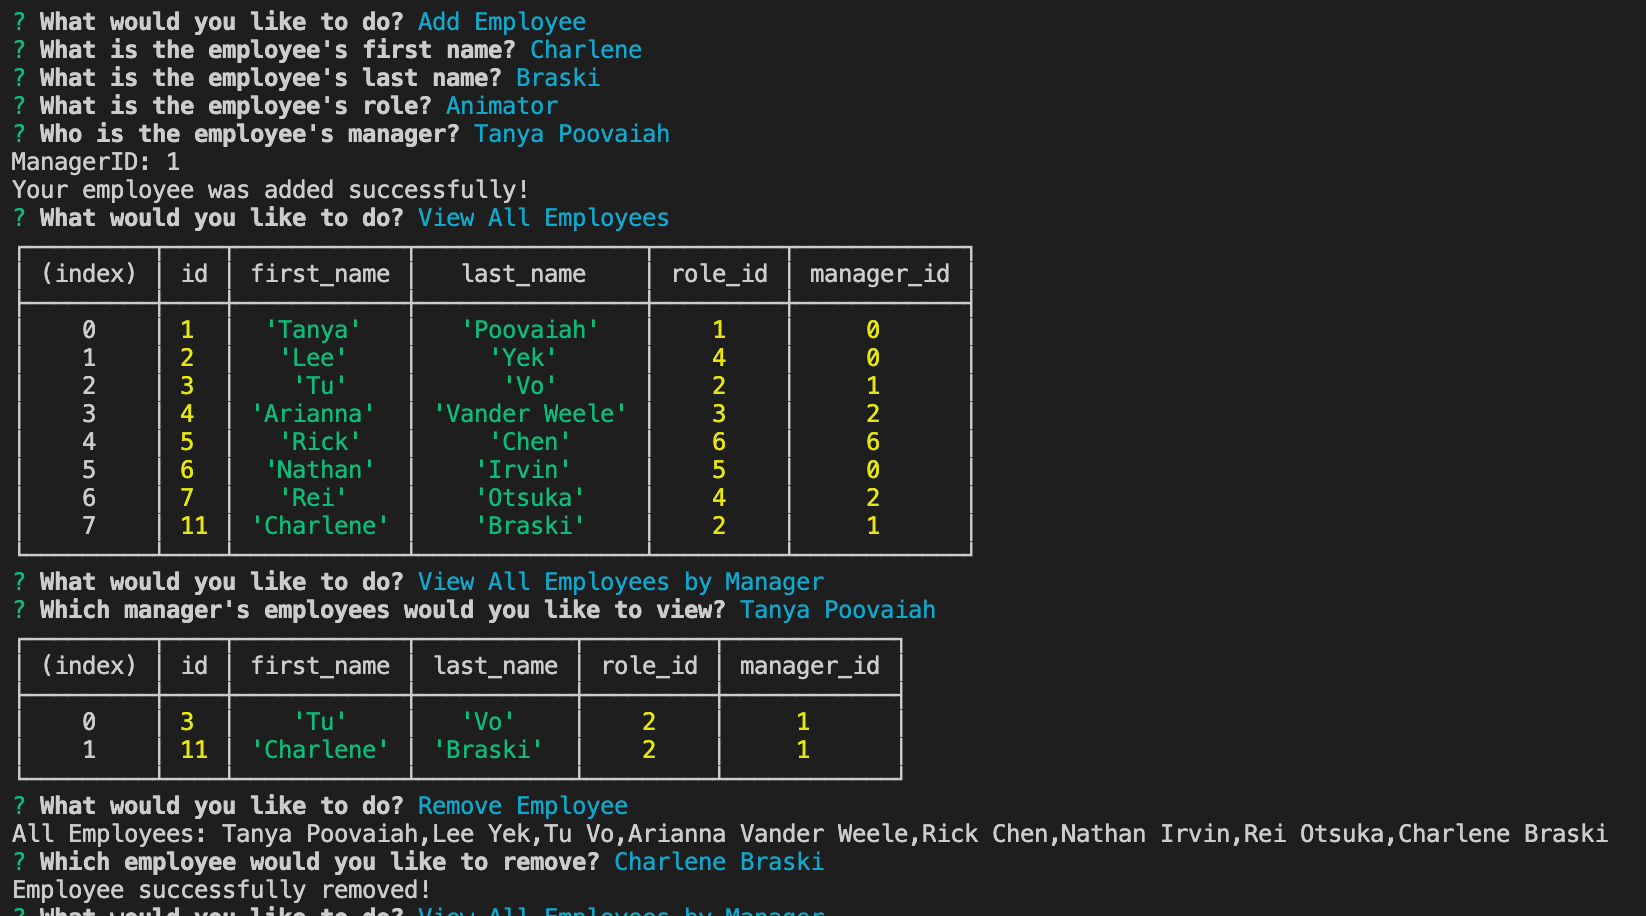 ? What would you like to do? Add Employee
? What is the employee's first name? Charlene
? What is the employee's last name? Braski
? What is the employee's role? Animator
? Who is the employee's manager? Tanya Poovaiah
ManagerID: 1
Your employee was added successfully!
? What would you like to do? View All Employees
(index) id first_name last_name role_id manager_id
0 1 'Tanya' 'Poovaiah' 1 0
1 2 'Lee' 'Yek' 4 0
2 3 'Tu' 'Vo' 2 1
3 4 'Arianna' 'Vander Weele' 3 2
4 5 'Rick' 'Chen' 6 6
5 6 'Nathan' 'Irvin' 5 0
6 7 'Rei' 'Otsuka' 4 2
7 11 'Charlene' 'Braski' 2 1
? What would you like to do? View All Employees by Manager
? Which manager's employees would you like to view? Tanya Poovaiah
(index) id first_name last_name role_id manager_id
0 3 'Tu' 'Vo' 2 1
1 11 'Charlene' 'Braski' 2 1
? What would you like to do? Remove Employee
All Employees: Tanya Poovaiah,Lee Yek,Tu Vo,Arianna Vander Weele,Rick Chen,Nathan Irvin,Rei Otsuka,Charlene Braski
? Which employee would you like to remove? Charlene Braski
Employee successfully removed!
? What would you like to do? View All Employees by Manager